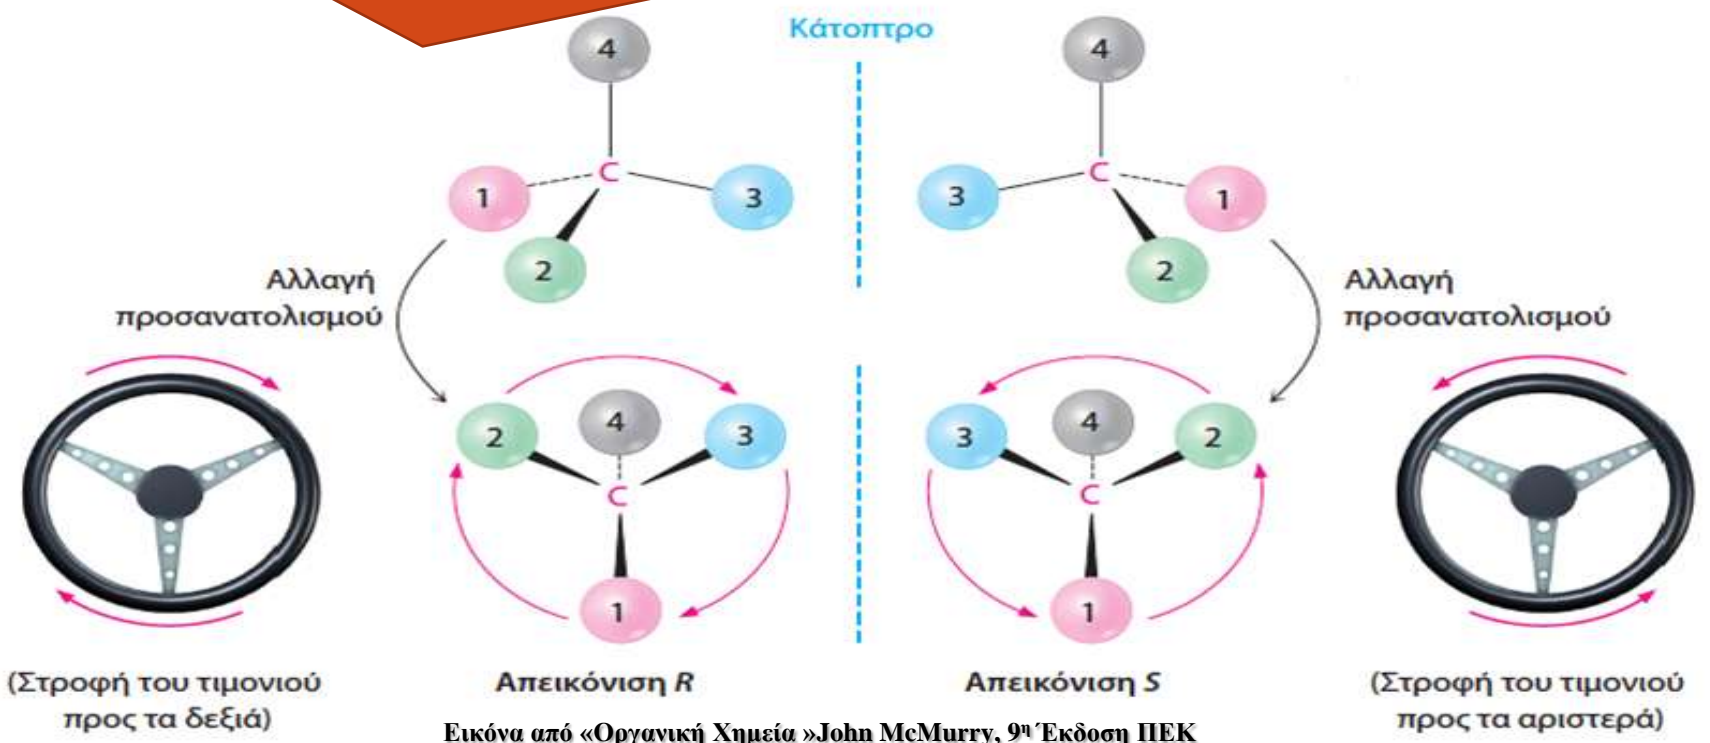 Κάτοπτρο
4
C
1
3
2
4
C
3
1
2
Αλλαγή
προσανατολισμού
Αλλαγή
προσανατολισμού
2
4
3
C
1
3
4
2
C
1
(Στροφή του τιμονιού
προς τα δεξιά)
Απεικόνιση R
Απεικόνιση S
(Στροφή του τιμονιού
προς τα αριστερά)
Εικόνα από «Οργανική Χημεία »John McMurry, 9η Έκδοση ΠΕΚ